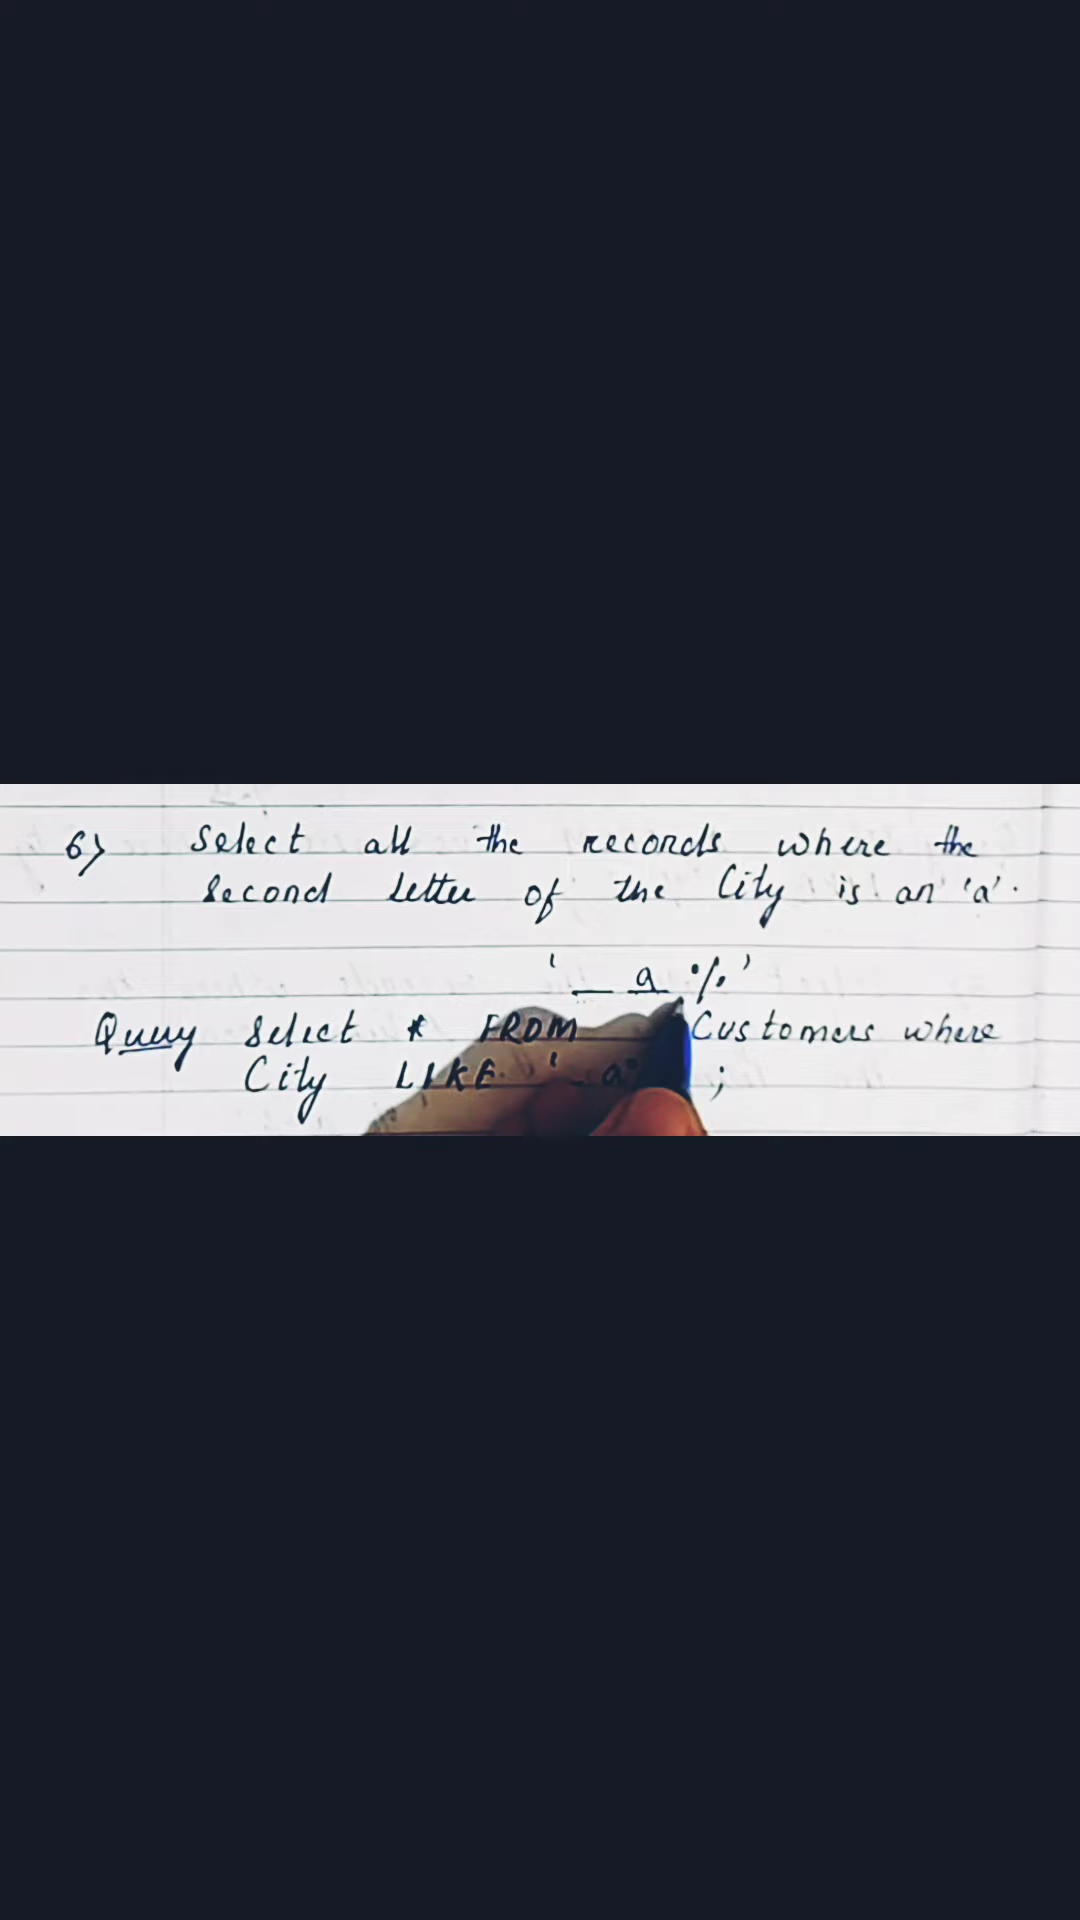 6) Select all the records where the
second letter of the City is an 'a'.
'_ a %'
Query Select * FROM Customers where
City LIKE '_a ;